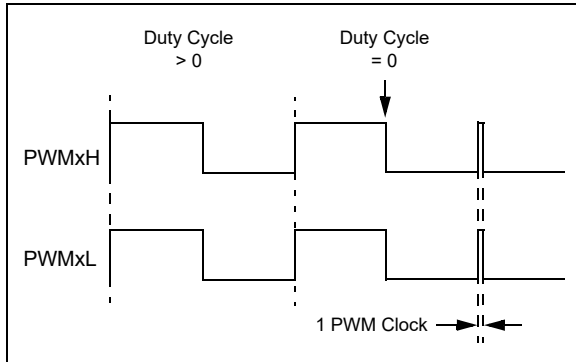 Duty Cycle
> 0
Duty Cycle
= 0
PWMxH
PWMxL
1 PWM Clock